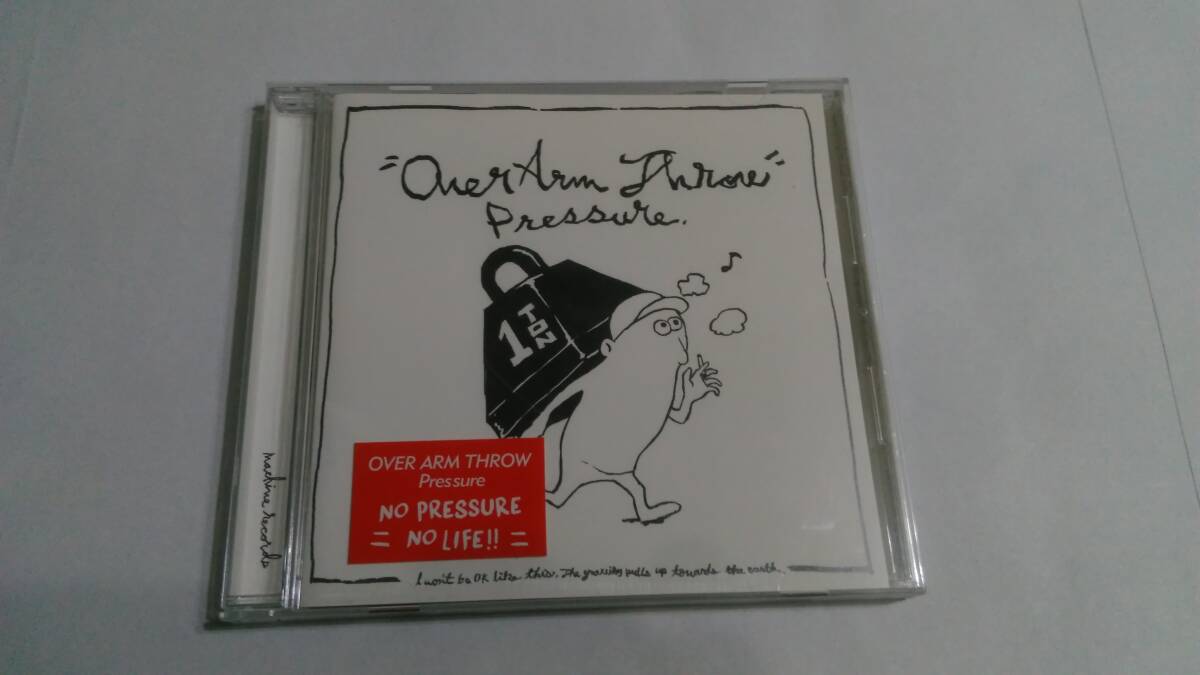 "Over Arm Throw"
Pressure.
1 TON
OVER ARM THROW
Pressure
NO PRESSURE
= NO LIFE!! =
I won't be OK like this. The gravity pulls up towards the earth.
machine records